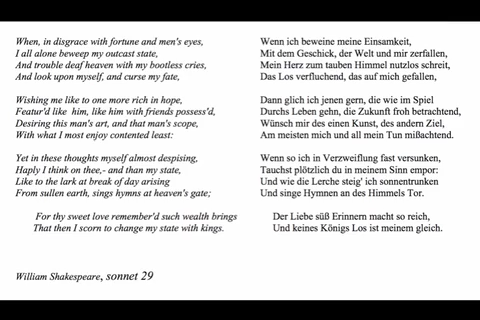 When, in disgrace with fortune and men's eyes,
I all alone beweep my outcast state,
And trouble deaf heaven with my bootless cries,
And look upon myself, and curse my fate,
Wishing me like to one more rich in hope,
Featur'd like him, like him with friends possess'd,
Desiring this man's art, and that man's scope,
With what I most enjoy contented least:
Yet in these thoughts myself almost despising,
Haply I think on thee,- and than my state,
Like to the lark at break of day arising
From sullen earth, sings hymns at heaven's gate;
For thy sweet love remember'd such wealth brings
That then I scorn to change my state with kings.
William Shakespeare, sonnet 29
Wenn ich beweine meine Einsamkeit,
Mit dem Geschick, der Welt und mir zerfallen,
Mein Herz zum tauben Himmel nutzlos schreit,
Das Los verfluchend, das auf mich gefallen,
Dann glich ich jenen gern, die wie im Spiel
Durchs Leben gehn, die Zukunft froh betrachtend,
Wünsch mir des einen Kunst, des andern Ziel,
Am meisten mich und all mein Tun mißachtend.
Wenn so ich in Verzweiflung fast versunken,
Tauchst plötzlich du in meinem Sinn empor:
Und wie die Lerche steig' ich sonnentrunken
Und singe Hymnen an des Himmels Tor.
Der Liebe süß Erinnern macht so reich,
Und keines Königs Los ist meinem gleich.